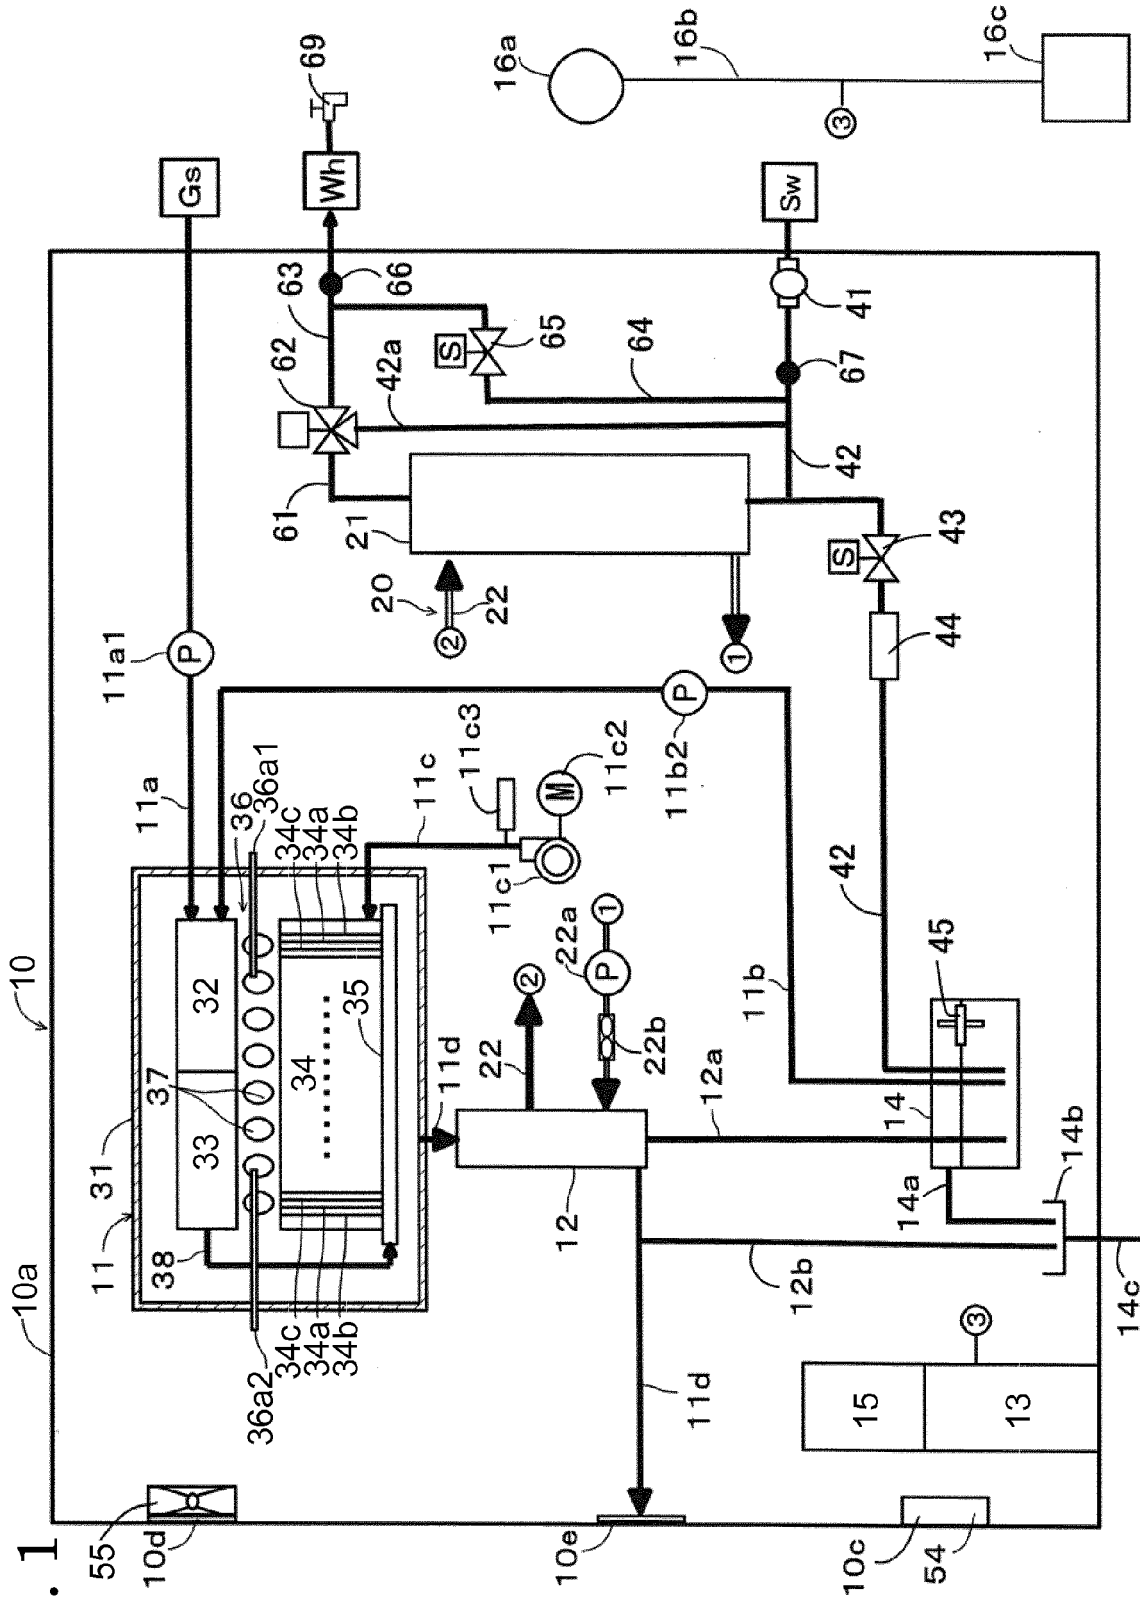 . 1
10
10a
16a
16b
16c
3
69
Gs
Wh
Sw
11a1
P
11a
63
66
62
61
42a
65
S
64
41
67
42
21
20
22
2
1
43
S
44
11
31
36
36a1
32
33
37
34c
34a
34b
34
35
38
36a2
34c
34a
34b
11c
11c3
11c2
M
11c1
11b2
P
11d
22
2
22a
1
P
22b
12
12a
12b
11b
42
45
14
14a
14b
14c
11d
15
13
3
55
10d
10e
10c
54